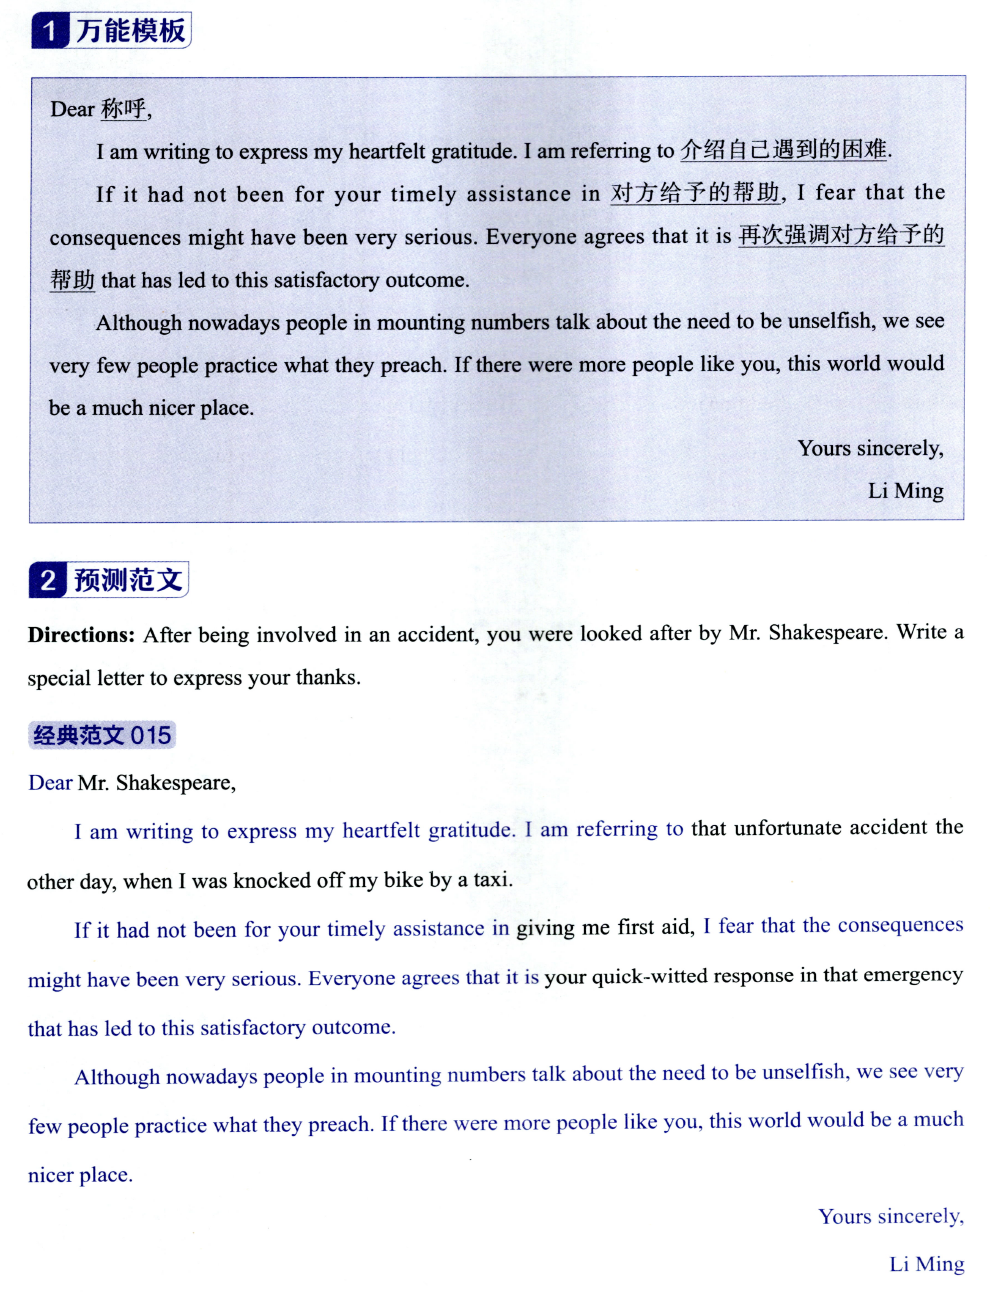 1 万能模板
Dear 称呼,
I am writing to express my heartfelt gratitude. I am referring to 介绍自己遇到的困难.
If it had not been for your timely assistance in 对方给予的帮助, I fear that the
consequences might have been very serious. Everyone agrees that it is 再次强调对方给予的
帮助 that has led to this satisfactory outcome.
Although nowadays people in mounting numbers talk about the need to be unselfish, we see
very few people practice what they preach. If there were more people like you, this world would
be a much nicer place.
Yours sincerely,
Li Ming
2 预测范文
Directions: After being involved in an accident, you were looked after by Mr. Shakespeare. Write a
special letter to express your thanks.
经典范文 015
Dear Mr. Shakespeare,
I am writing to express my heartfelt gratitude. I am referring to that unfortunate accident the
other day, when I was knocked off my bike by a taxi.
If it had not been for your timely assistance in giving me first aid, I fear that the consequences
might have been very serious. Everyone agrees that it is your quick-witted response in that emergency
that has led to this satisfactory outcome.
Although nowadays people in mounting numbers talk about the need to be unselfish, we see very
few people practice what they preach. If there were more people like you, this world would be a much
nicer place.
Yours sincerely,
Li Ming